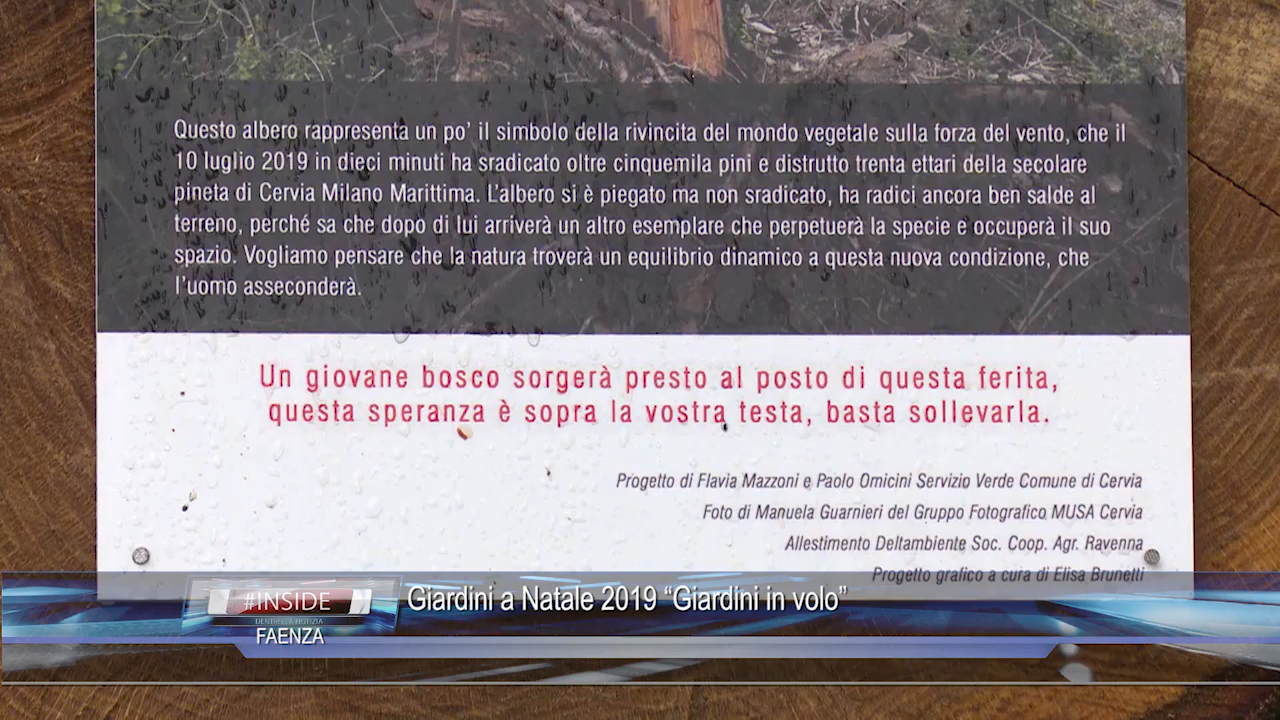 Questo albero rappresenta un po' il simbolo della rivincita del mondo vegetale sulla forza del vento, che il
10 luglio 2019 in dieci minuti ha sradicato oltre cinquemila pini e distrutto trenta ettari della secolare
pineta di Cervia Milano Marittima. L'albero si è piegato ma non sradicato, ha radici ancora ben salde al
terreno, perché sa che dopo di lui arriverà un altro esemplare che perpetuerà la specie e occuperà il suo
spazio. Vogliamo pensare che la natura troverà un equilibrio dinamico a questa nuova condizione, che
l'uomo asseconderà.
Un giovane bosco sorgerà presto al posto di questa ferita,
questa speranza è sopra la vostra testa, basta sollevarla.
Progetto di Flavia Mazzoni e Paolo Omicini Servizio Verde Comune di Cervia
Foto di Manuela Guarnieri del Gruppo Fotografico MUSA Cervia
Allestimento Deltambiente Soc. Coop. Agr. Ravenna
Progetto grafico a cura di Elisa Brunetti
#INSIDE
DENTRO LA NOTIZIA
FAENZA
Giardini a Natale 2019 “Giardini in volo”